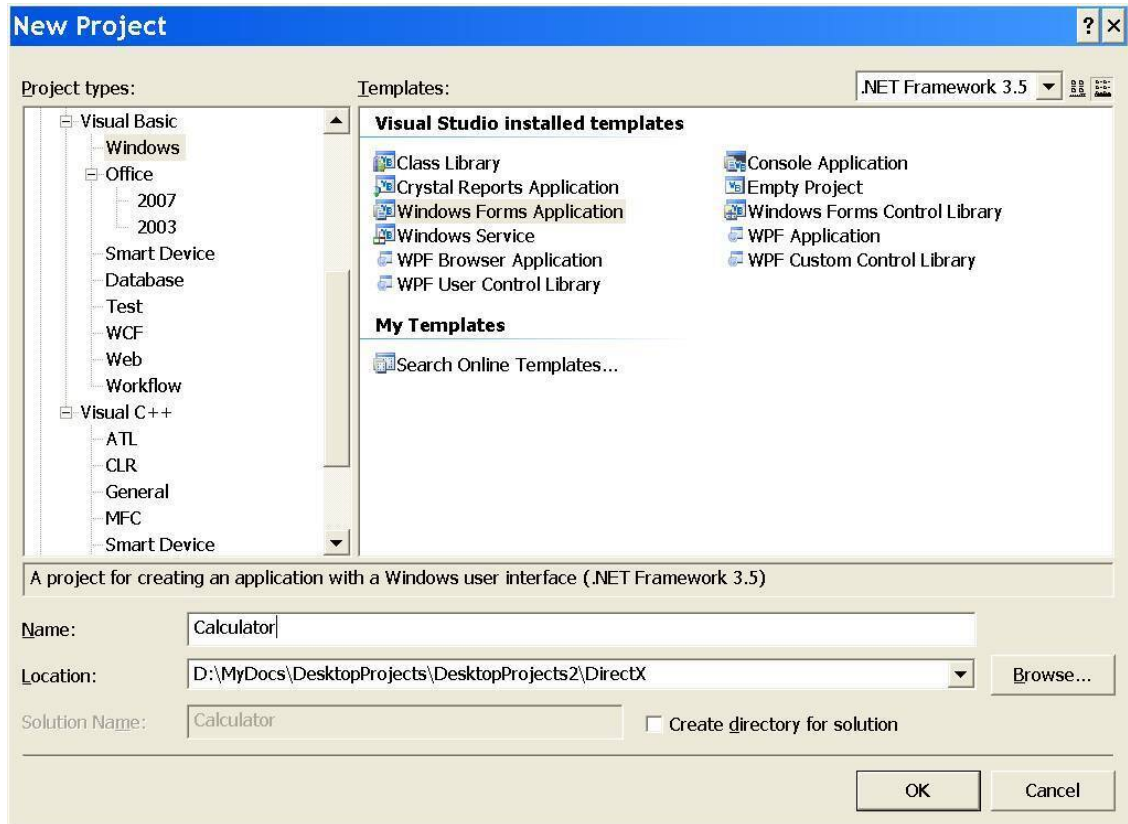 New Project
Project types:
Templates:
.NET Framework 3.5
Visual Basic
Windows
Office
2007
2003
Smart Device
Database
Test
WCF
Web
Workflow
Visual C++
ATL
CLR
General
MFC
Smart Device
Visual Studio installed templates
Class Library
Crystal Reports Application
Windows Forms Application
Windows Service
WPF Browser Application
WPF User Control Library
Console Application
Empty Project
Windows Forms Control Library
WPF Application
WPF Custom Control Library
My Templates
Search Online Templates...
A project for creating an application with a Windows user interface (.NET Framework 3.5)
Name:
Calculator
Location:
D:\MyDocs\DesktopProjects\DesktopProjects2\DirectX
Browse...
Solution Name:
Calculator
Create directory for solution
OK
Cancel